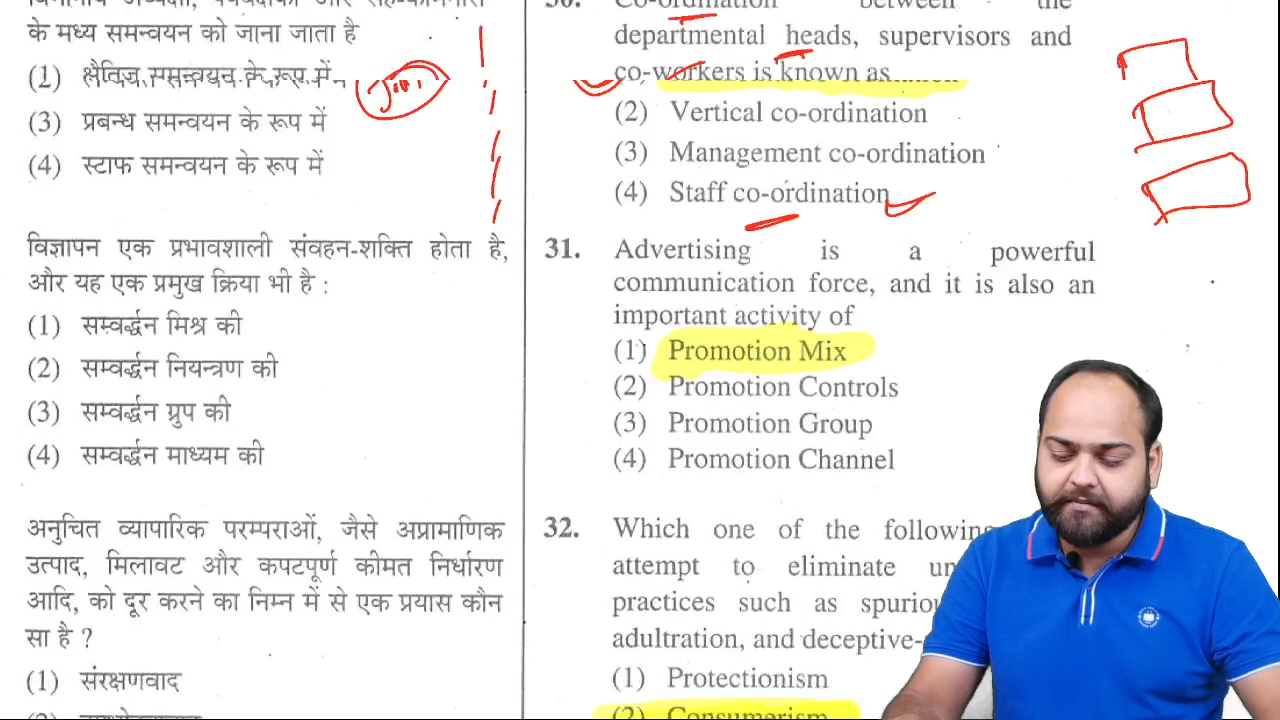 के मध्य समन्वयन को जाना जाता है
(1) क्षैतिज समन्वयन के रूप में
(3) प्रबन्ध समन्वयन के रूप में
(4) स्टाफ समन्वयन के रूप में
विज्ञापन एक प्रभावशाली संवहन-शक्ति होता है,
और यह एक प्रमुख क्रिया भी है :
(1) सम्वर्द्धन मिश्र की
(2) सम्वर्द्धन नियन्त्रण की
(3) सम्वर्द्धन ग्रुप की
(4) सम्वर्द्धन माध्यम की
अनुचित व्यापारिक परम्पराओं, जैसे अप्रामाणिक
उत्पाद, मिलावट और कपटपूर्ण कीमत निर्धारण
आदि, को दूर करने का निम्न में से एक प्रयास कौन
सा है ?
(1) संरक्षणवाद
30. Co-ordination between the
departmental heads, supervisors and
co-workers is known as
(2) Vertical co-ordination
(3) Management co-ordination
(4) Staff co-ordination
31. Advertising is a powerful
communication force, and it is also an
important activity of
(1) Promotion Mix
(2) Promotion Controls
(3) Promotion Group
(4) Promotion Channel
32. Which one of the following
attempt to eliminate
practices such as
adultration, and deceptive-
(1) Protectionism
(2) Consumerism